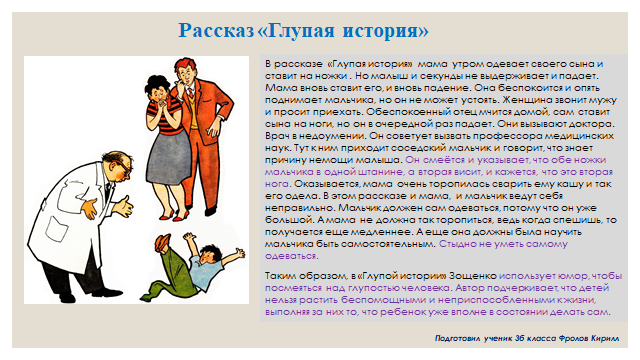 Рассказ «Глупая история»
В рассказе «Глупая история» мама утром одевает своего сына и
ставит на ножки . Но малыш и секунды не выдерживает и падает.
Мама вновь ставит его, и вновь падение. Она беспокоится и опять
поднимает мальчика, но он не может устоять. Женщина звонит мужу
и просит приехать. Обеспокоенный отец мчится домой, сам ставит
сына на ноги, но он в очередной раз падает. Они вызывают доктора.
Врач в недоумении. Он советует вызвать профессора медицинских
наук. Тут к ним приходит соседский мальчик и говорит, что знает
причину немощи малыша. Он смеётся и указывает, что обе ножки
мальчика в одной штанине, а вторая висит, и кажется, что это вторая
нога. Оказывается, мама очень торопилась сварить ему кашу и так
его одела. В этом рассказе и мама, и мальчик ведут себя
неправильно. Мальчик должен сам одеваться, потому что он уже
большой. А мама не должна так торопиться, ведь когда спешишь, то
получается еще медленнее. А еще она должны была научить
мальчика быть самостоятельным. Стыдно не уметь самому
одеваться.
Таким образом, в «Глупой истории» Зощенко использует юмор, чтобы
посмеяться над глупостью человека. Автор подчеркивает, что детей
нельзя растить беспомощными и неприспособленными к жизни,
выполняя за них то, что ребенок уже вполне в состоянии делать сам.
Подготовил ученик 3б класса Фролов Кирилл